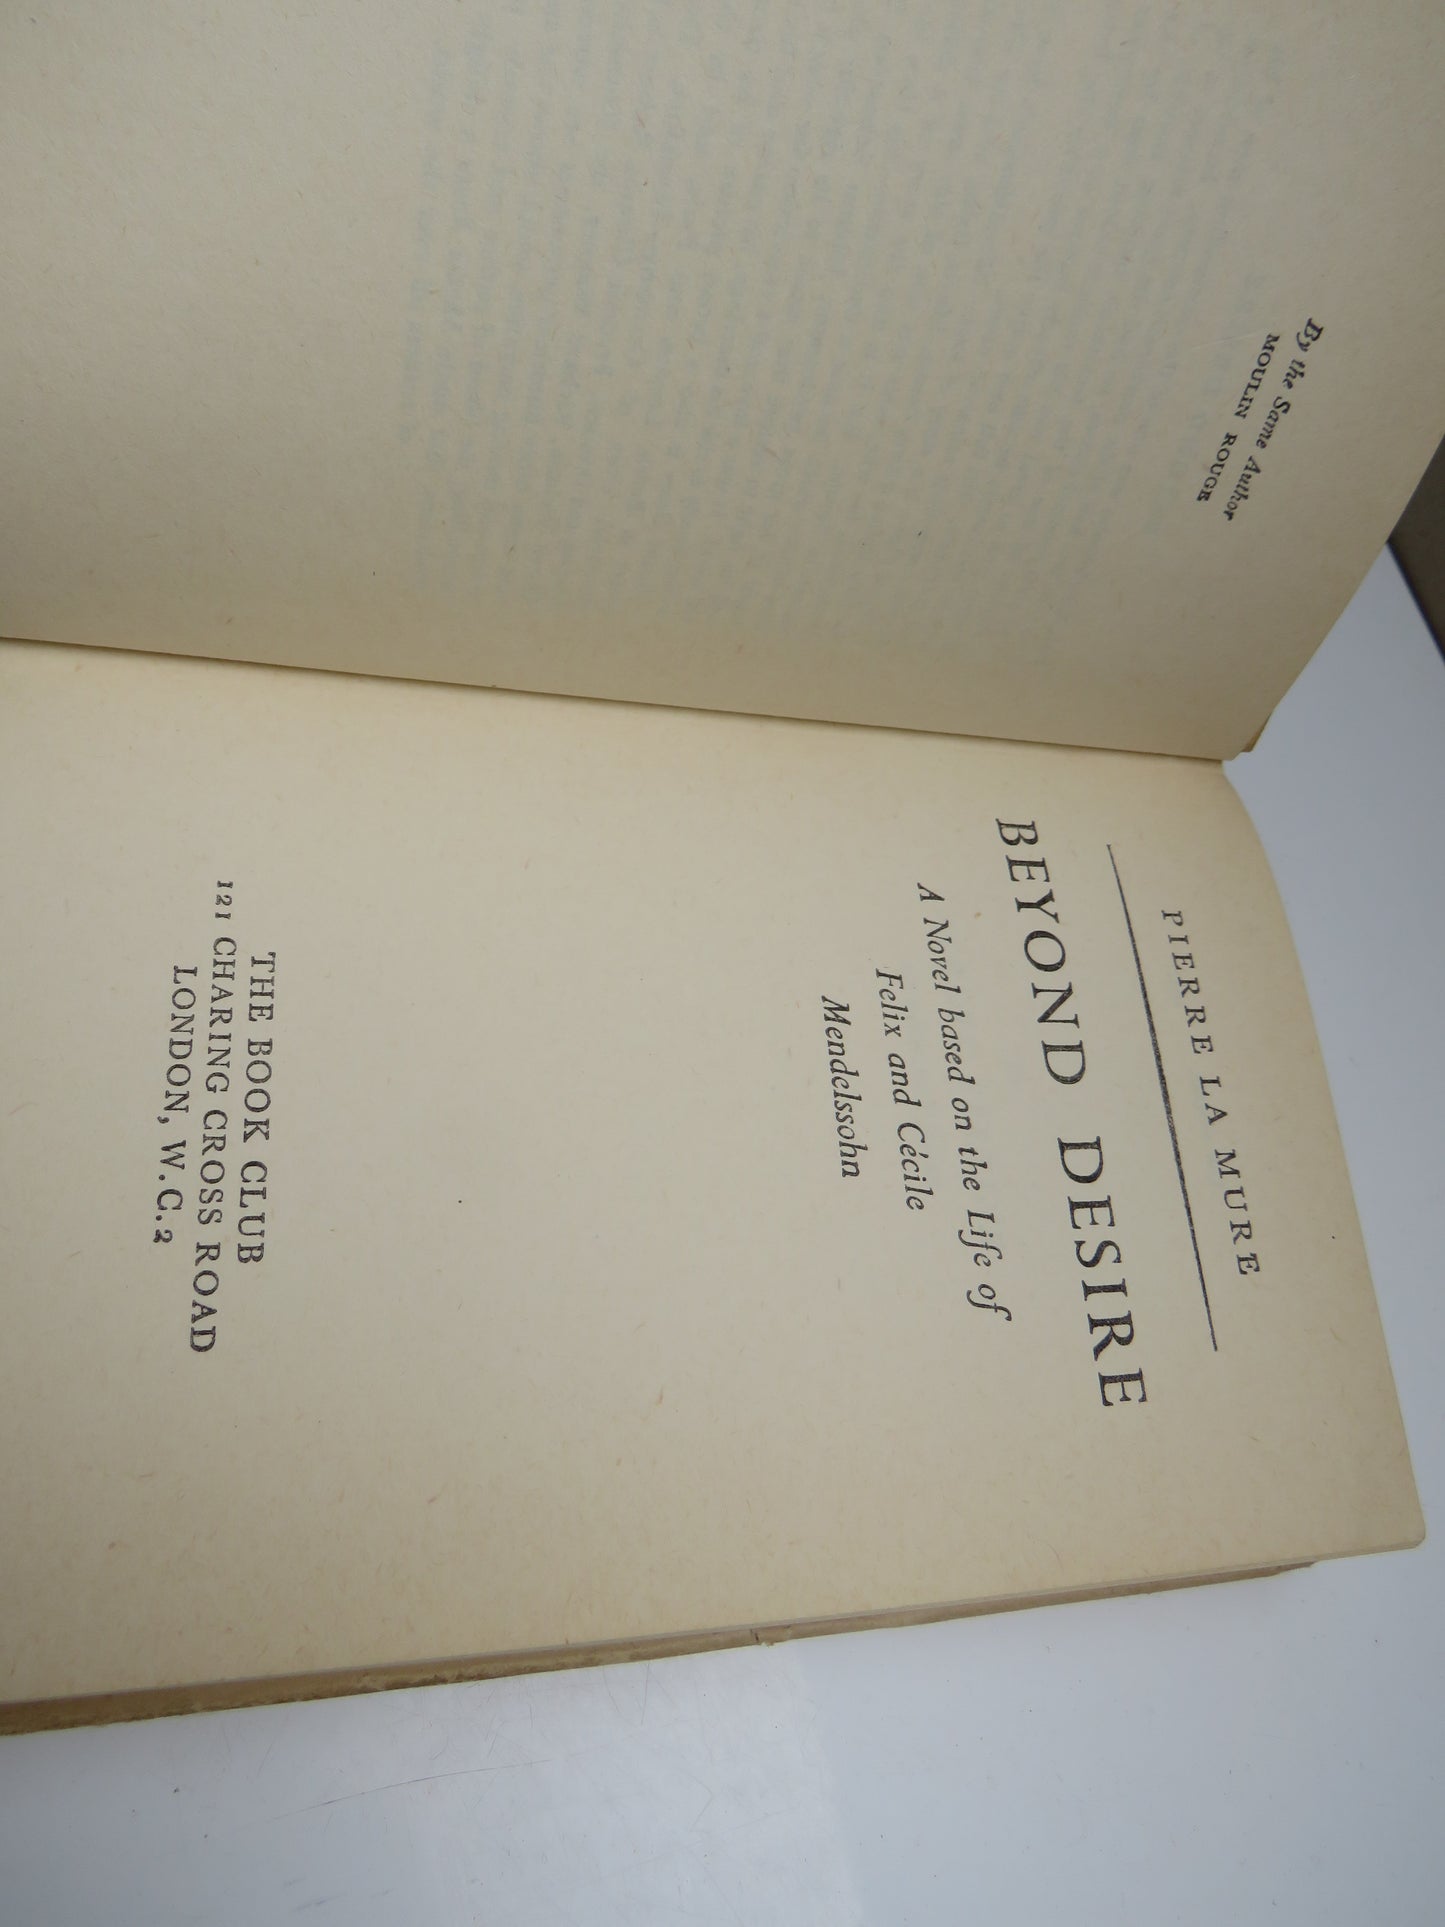 By the Same Author
MOULIN ROUGE
PIERRE LA MURE
BEYOND DESIRE
A Novel based on the Life of
Felix and Cécile
Mendelssohn
THE BOOK CLUB
121 CHARING CROSS ROAD
LONDON, W.C.2